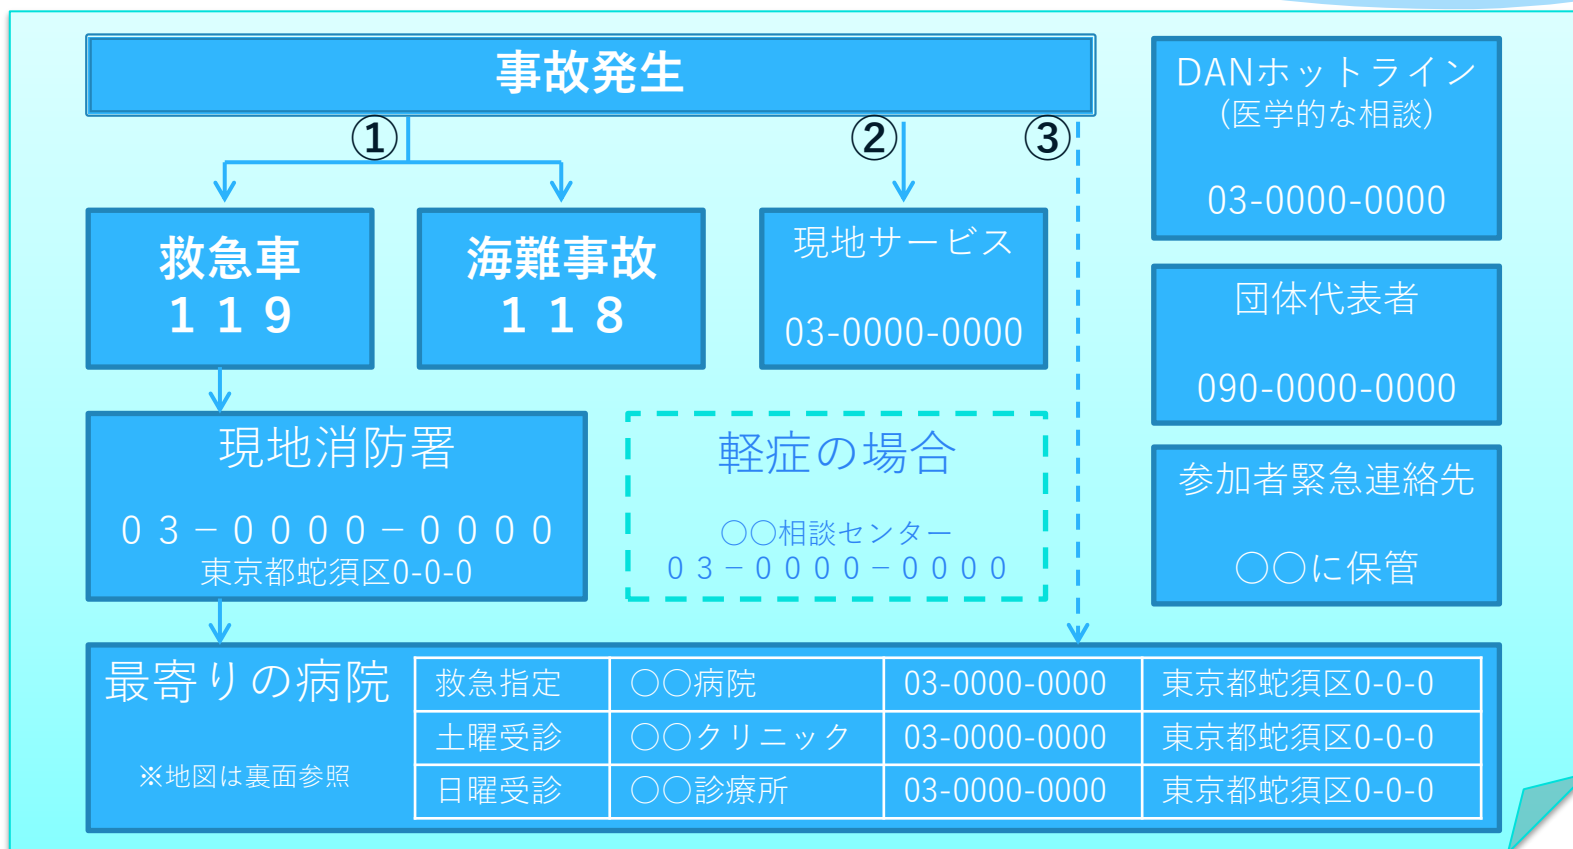 事故発生
①
②
③
救急車
１１９
海難事故
１１８
現地サービス
03-0000-0000
現地消防署
０３－００００－００００
東京都蛇須区0-0-0
軽症の場合
○○相談センター
０３－００００－００００
DANホットライン
（医学的な相談）
03-0000-0000
団体代表者
090-0000-0000
参加者緊急連絡先
○○に保管
最寄りの病院
※地図は裏面参照
救急指定 ○○病院 03-0000-0000 東京都蛇須区0-0-0
土曜受診 ○○クリニック 03-0000-0000 東京都蛇須区0-0-0
日曜受診 ○○診療所 03-0000-0000 東京都蛇須区0-0-0